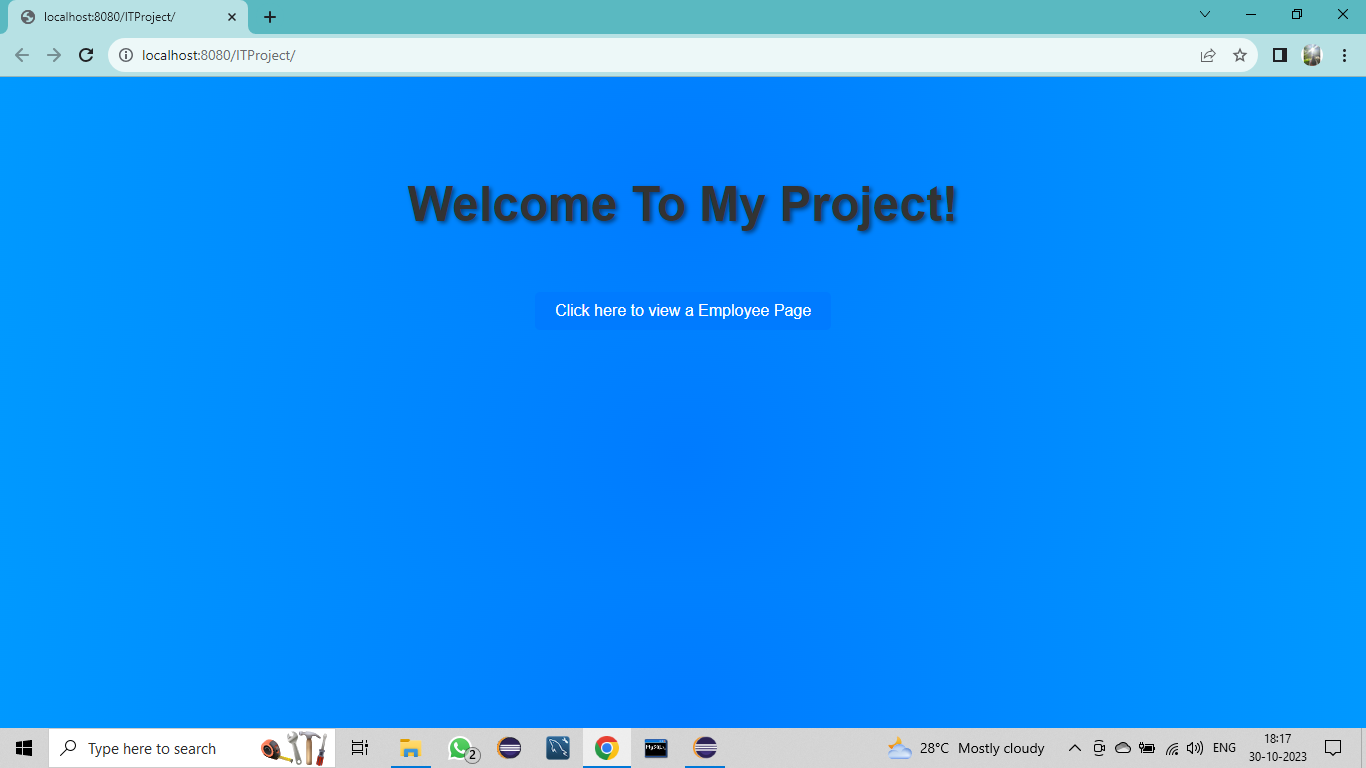 localhost:8080/ITProject/
localhost:8080/ITProject/
Welcome To My Project!
Click here to view a Employee Page
Type here to search
2
MySQL
28°C Mostly cloudy
ENG
18:17
30-10-2023